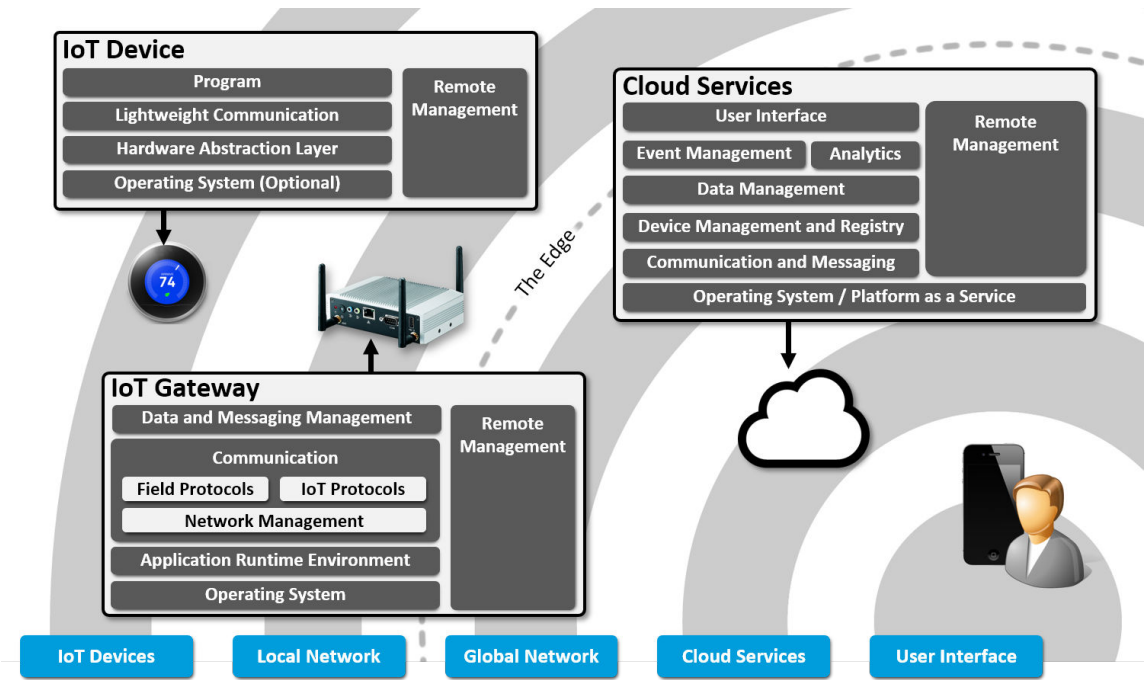 IoT Device
Program
Lightweight Communication
Hardware Abstraction Layer
Operating System (Optional)
Remote
Management
74
The Edge
IoT Gateway
Data and Messaging Management
Communication
Field Protocols
IoT Protocols
Network Management
Application Runtime Environment
Operating System
Remote
Management
Cloud Services
User Interface
Event Management
Analytics
Data Management
Device Management and Registry
Communication and Messaging
Remote
Management
Operating System / Platform as a Service
IoT Devices
Local Network
Global Network
Cloud Services
User Interface